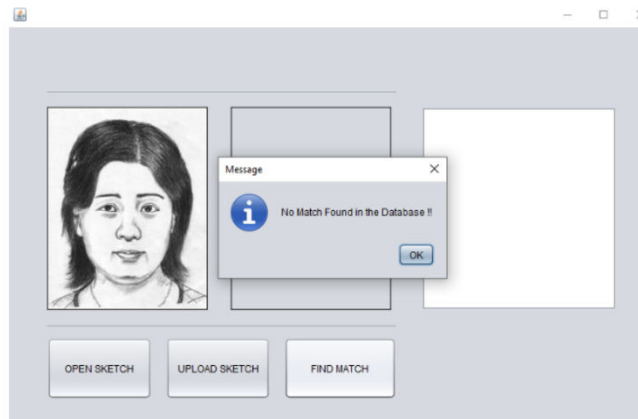 Message
No Match Found in the Database !!
OK
OPEN SKETCH
UPLOAD SKETCH
FIND MATCH